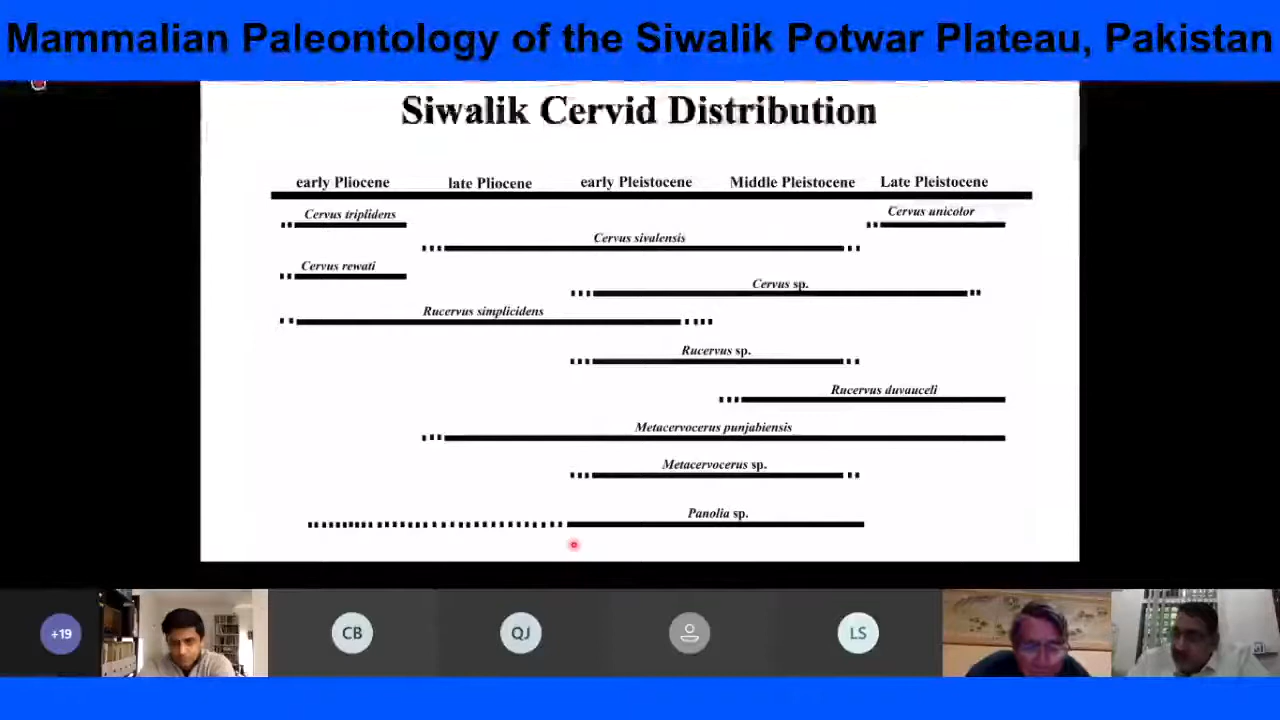 Mammalian Paleontology of the Siwalik Potwar Plateau, Pakistan
Siwalik Cervid Distribution
early Pliocene late Pliocene early Pleistocene Middle Pleistocene Late Pleistocene
Cervus triplidens Cervus unicolor
Cervus sivalensis
Cervus rewati
Cervus sp.
Rucervus simplicidens
Rucervus sp.
Rucervus duvauceli
Metacervocerus punjabiensis
Metacervocerus sp.
Panolia sp.
+19 CB QJ LS